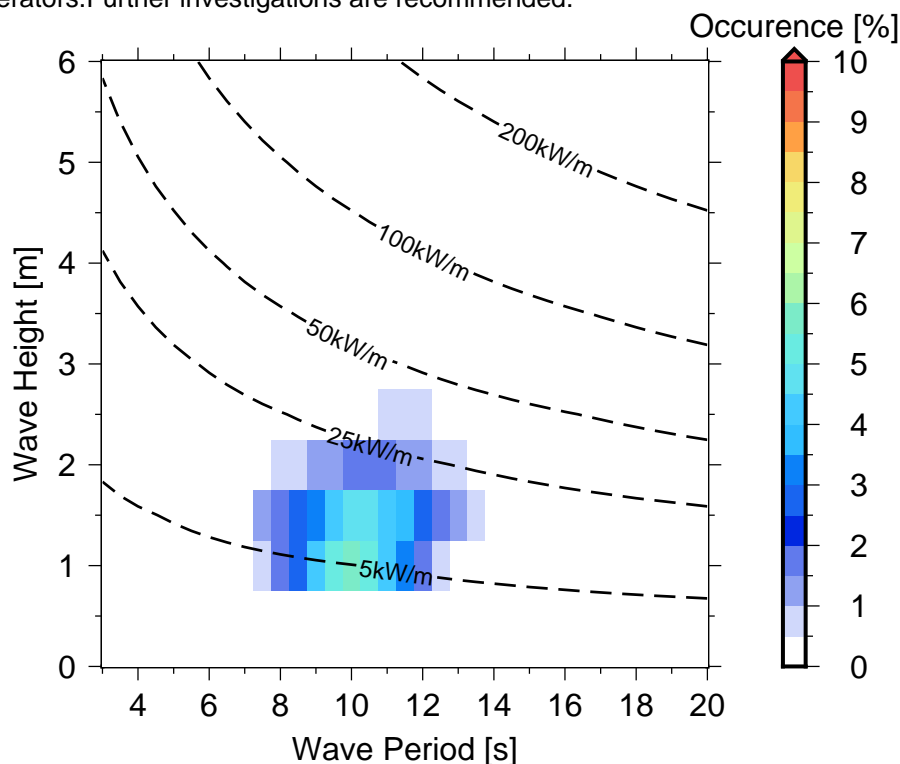 erators.Further investigations are recommended.
Occurence [%]
6
5
4
3
2
1
0
Wave Height [m]
200kW/m
100kW/m
50kW/m
25kW/m
5kW/m
4 6 8 10 12 14 16 18 20
Wave Period [s]
10
9
8
7
6
5
4
3
2
1
0